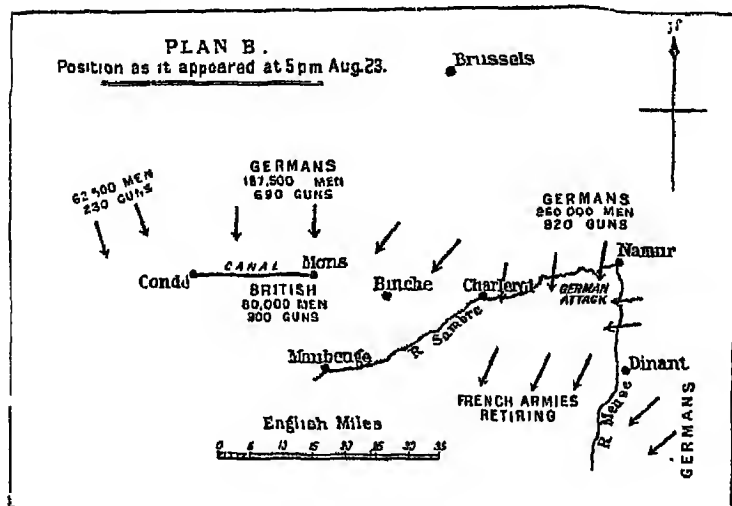 PLAN B.
Position as it appeared at 5pm Aug. 23.
Brussels
62,500 MEN
230 GUNS
GERMANS
187,500 MEN
690 GUNS
GERMANS
260,000 MEN
820 GUNS
Namur
Condé
CANAL
Mons
BRITISH
80,000 MEN
300 GUNS
Binche
Charleroi
GERMAN
ATTACK
R Sambre
Maubeuge
Dinant
FRENCH ARMIES
RETIRING
R Meuse
GERMANS
English Miles
0 5 10 15 20 25 30 35